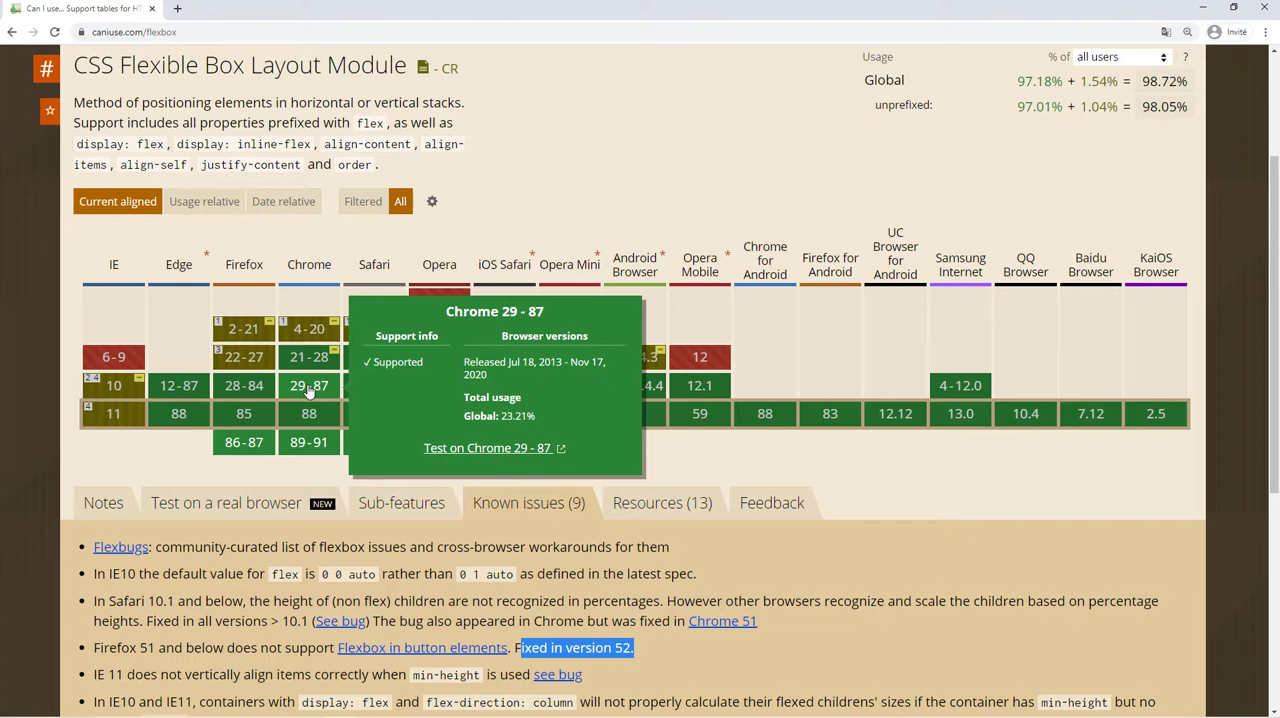 Can I use... Support tables for HT
caniuse.com/flexbox
Invité
#
CSS Flexible Box Layout Module - CR
Usage
% of all users ?
Global 97.18% + 1.54% = 98.72%
unprefixed: 97.01% + 1.04% = 98.05%
Method of positioning elements in horizontal or vertical stacks.
Support includes all properties prefixed with flex, as well as
display: flex, display: inline-flex, align-content, align-
items, align-self, justify-content and order.
Current aligned Usage relative Date relative Filtered All
IE Edge * Firefox Chrome Safari Opera iOS Safari * Opera Mini * Android Browser * Opera Mobile * Chrome for Android Firefox for Android UC Browser for Android Samsung Internet QQ Browser Baidu Browser KaiOS Browser
1 2-21 1 4-20 1
6-9 3 22-27 21-28 4.3 12
2 4 10 12-87 28-84 29-87 4.4 12.1 4-12.0
4 11 88 85 88 59 88 83 12.12 13.0 10.4 7.12 2.5
86-87 89-91
Chrome 29 - 87
Support info Browser versions
✓ Supported Released Jul 18, 2013 - Nov 17,
2020
Total usage
Global: 23.21%
Test on Chrome 29 - 87
Notes Test on a real browser NEW Sub-features Known issues (9) Resources (13) Feedback
• Flexbugs: community-curated list of flexbox issues and cross-browser workarounds for them
• In IE10 the default value for flex is 0 0 auto rather than 0 1 auto as defined in the latest spec.
• In Safari 10.1 and below, the height of (non flex) children are not recognized in percentages. However other browsers recognize and scale the children based on percentage
heights. Fixed in all versions > 10.1 (See bug) The bug also appeared in Chrome but was fixed in Chrome 51
• Firefox 51 and below does not support Flexbox in button elements. Fixed in version 52.
• IE 11 does not vertically align items correctly when min-height is used see bug
• In IE10 and IE11, containers with display: flex and flex-direction: column will not properly calculate their flexed childrens' sizes if the container has min-height but no